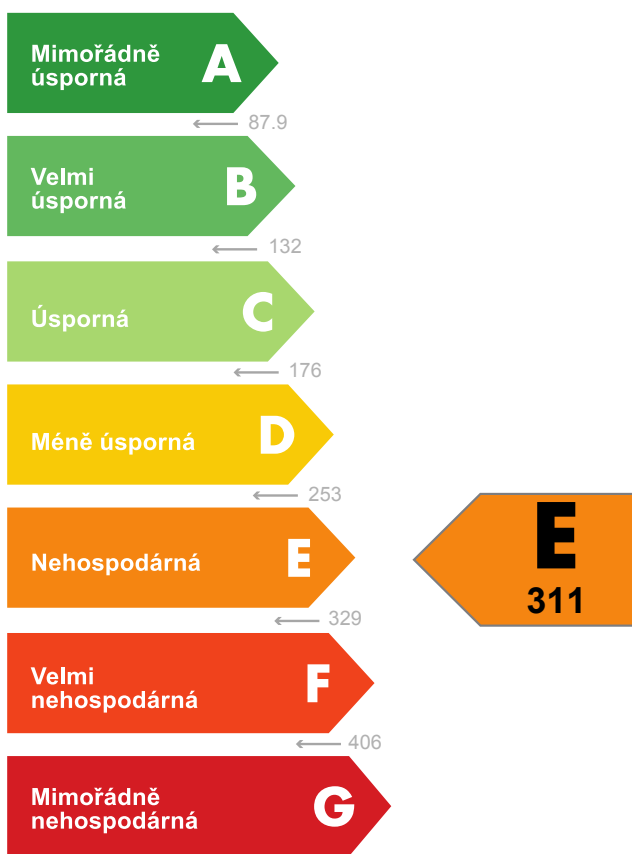 Mimořádně
úsporná
A
← 87.9
Velmi
úsporná
B
← 132
Úsporná
C
← 176
Méně úsporná
D
← 253
Nehospodárná
E
← 329
E
311
Velmi
nehospodárná
F
← 406
Mimořádně
nehospodárná
G